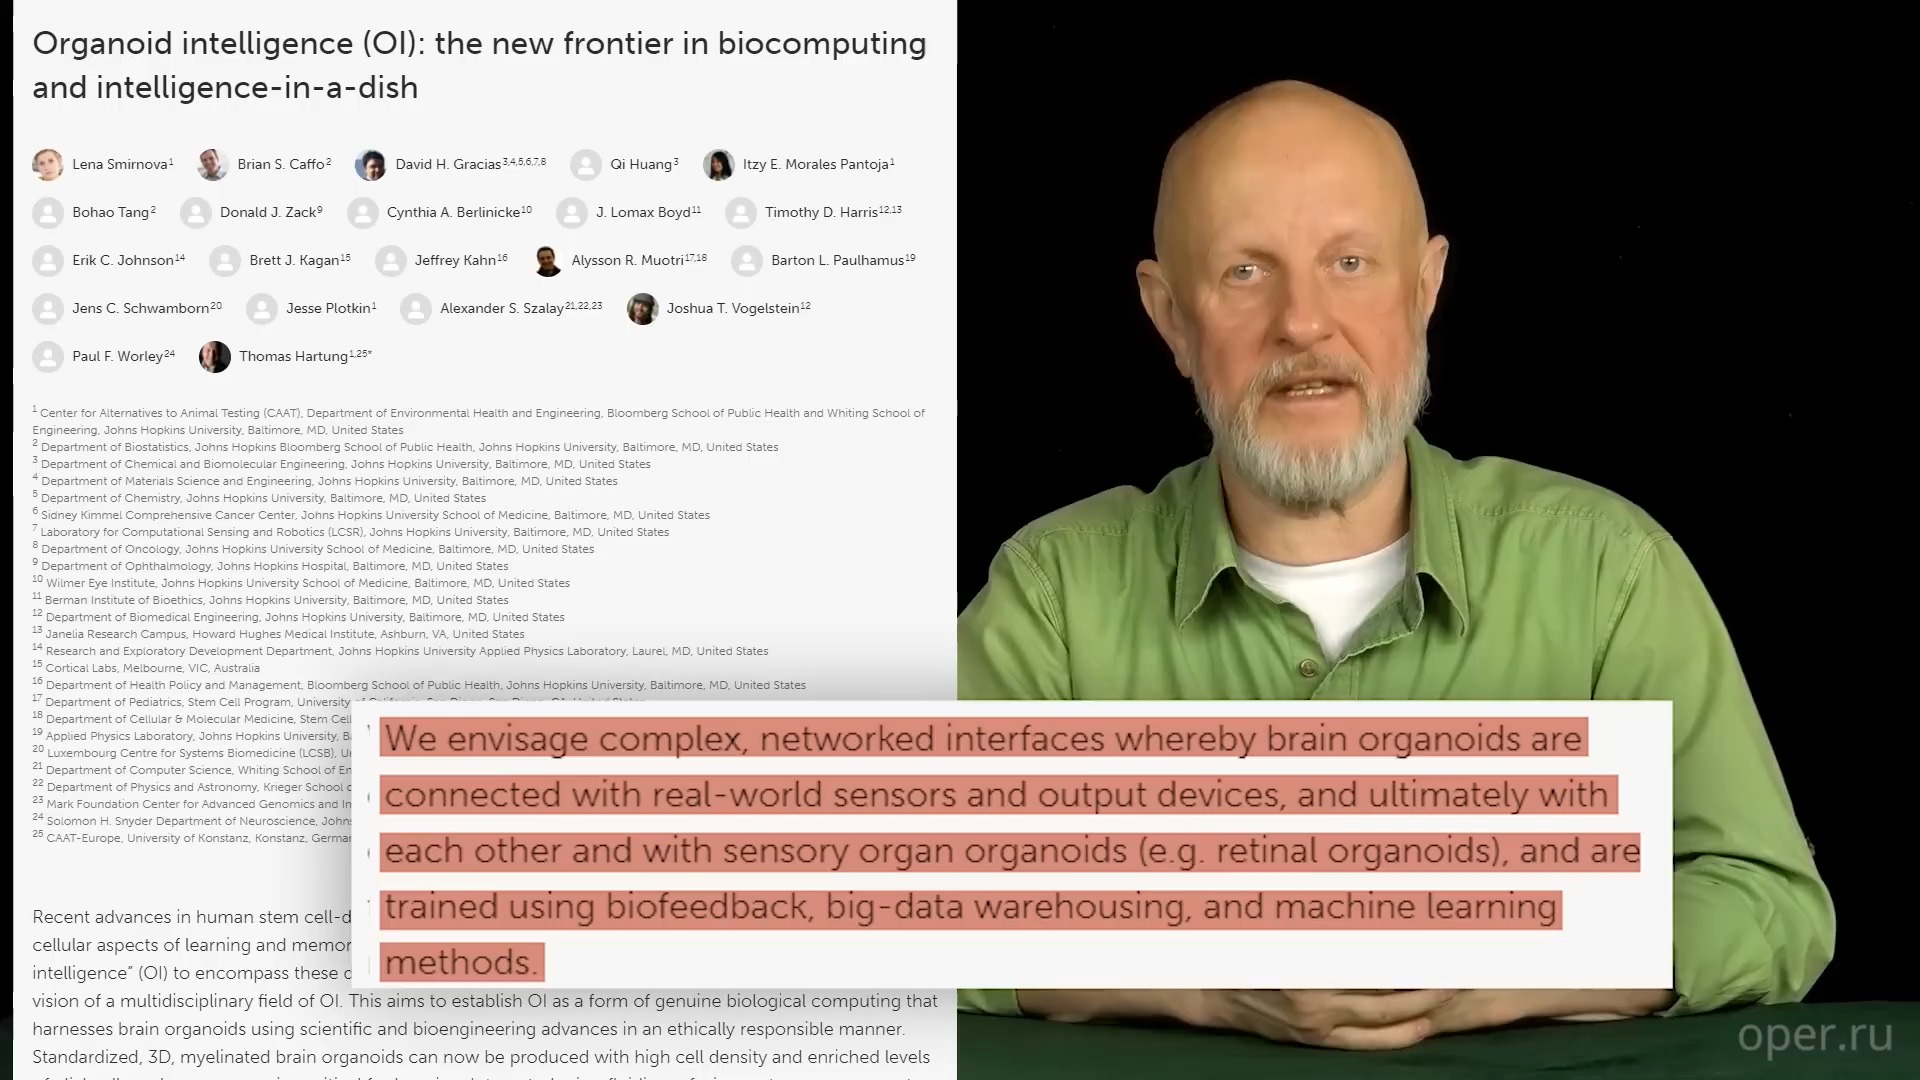 Organoid intelligence (OI): the new frontier in biocomputing
and intelligence-in-a-dish
Lena Smirnova1 Brian S. Caffo2 David H. Gracias3,4,5,6,7,8 Qi Huang3 Itzy E. Morales Pantoja1
Bohao Tang2 Donald J. Zack9 Cynthia A. Berlinicke10 J. Lomax Boyd11 Timothy D. Harris12,13
Erik C. Johnson14 Brett J. Kagan15 Jeffrey Kahn16 Alysson R. Muotri17,18 Barton L. Paulhamus19
Jens C. Schwamborn20 Jesse Plotkin1 Alexander S. Szalay21,22,23 Joshua T. Vogelstein12
Paul F. Worley24 Thomas Hartung1,25*
1 Center for Alternatives to Animal Testing (CAAT), Department of Environmental Health and Engineering, Bloomberg School of Public Health and Whiting School of
Engineering, Johns Hopkins University, Baltimore, MD, United States
2 Department of Biostatistics, Johns Hopkins Bloomberg School of Public Health, Johns Hopkins University, Baltimore, MD, United States
3 Department of Chemical and Biomolecular Engineering, Johns Hopkins University, Baltimore, MD, United States
4 Department of Materials Science and Engineering, Johns Hopkins University, Baltimore, MD, United States
5 Department of Chemistry, Johns Hopkins University, Baltimore, MD, United States
6 Sidney Kimmel Comprehensive Cancer Center, Johns Hopkins University School of Medicine, Baltimore, MD, United States
7 Laboratory for Computational Sensing and Robotics (LCSR), Johns Hopkins University, Baltimore, MD, United States
8 Department of Oncology, Johns Hopkins University School of Medicine, Baltimore, MD, United States
9 Department of Ophthalmology, Johns Hopkins Hospital, Baltimore, MD, United States
10 Wilmer Eye Institute, Johns Hopkins University School of Medicine, Baltimore, MD, United States
11 Berman Institute of Bioethics, Johns Hopkins University, Baltimore, MD, United States
12 Department of Biomedical Engineering, Johns Hopkins University, Baltimore, MD, United States
13 Janelia Research Campus, Howard Hughes Medical Institute, Ashburn, VA, United States
14 Research and Exploratory Development Department, Johns Hopkins University Applied Physics Laboratory, Laurel, MD, United States
15 Cortical Labs, Melbourne, VIC, Australia
16 Department of Health Policy and Management, Bloomberg School of Public Health, Johns Hopkins University, Baltimore, MD, United States
17 Department of Pediatrics, Stem Cell Program, University
18 Department of Cellular & Molecular Medicine, Stem Cel
19 Applied Physics Laboratory, Johns Hopkins University, B
20 Luxembourg Centre for Systems Biomedicine (LCSB), U
21 Department of Computer Science, Whiting School of En
22 Department of Physics and Astronomy, Krieger School
23 Mark Foundation Center for Advanced Genomics and Im
24 Solomon H. Snyder Department of Neuroscience, John
25 CAAT-Europe, University of Konstanz, Konstanz, Germa
We envisage complex, networked interfaces whereby brain organoids are
connected with real-world sensors and output devices, and ultimately with
each other and with sensory organ organoids (e.g. retinal organoids), and are
trained using biofeedback, big-data warehousing, and machine learning
methods.
Recent advances in human stem cell-d
cellular aspects of learning and memor
intelligence" (OI) to encompass these
vision of a multidisciplinary field of OI. This aims to establish OI as a form of genuine biological computing that
harnesses brain organoids using scientific and bioengineering advances in an ethically responsible manner.
Standardized, 3D, myelinated brain organoids can now be produced with high cell density and enriched levels
oper.ru